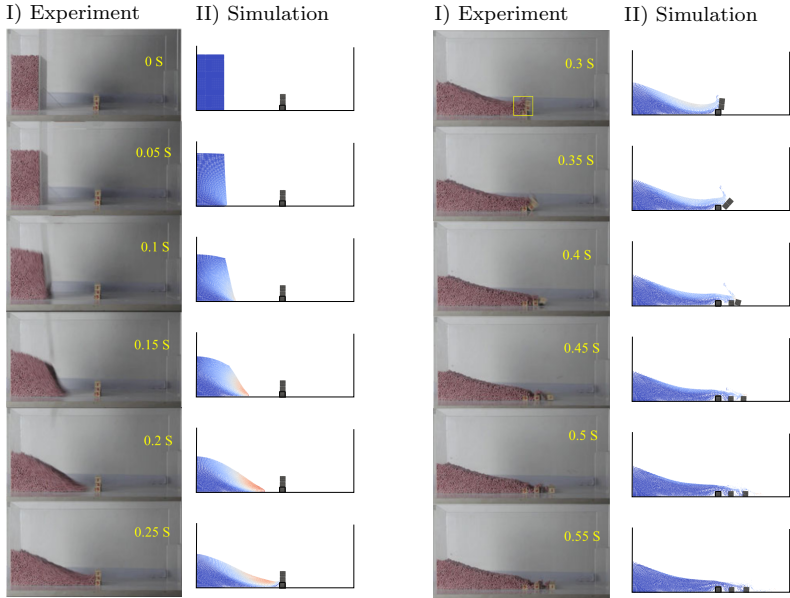 I) Experiment II) Simulation
0 S
0.05 S
0.1 S
0.15 S
0.2 S
0.25 S
I) Experiment II) Simulation
0.3 S
0.35 S
0.4 S
0.45 S
0.5 S
0.55 S